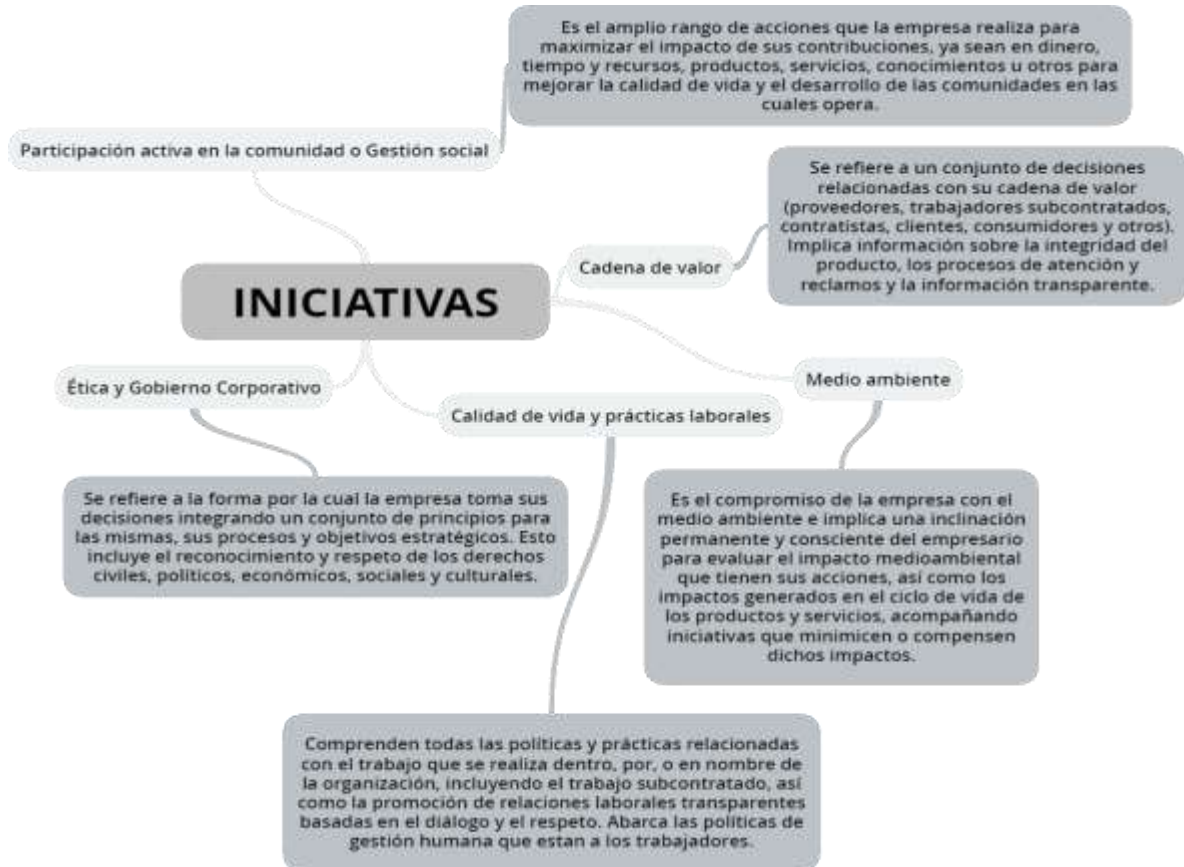 Es el amplio rango de acciones que la empresa realiza para
maximizar el impacto de sus contribuciones, ya sean en dinero,
tiempo y recursos, productos, servicios, conocimientos u otros para
mejorar la calidad de vida y el desarrollo de las comunidades en las
cuales opera.
Participación activa en la comunidad o Gestión social
Se refiere a un conjunto de decisiones
relacionadas con su cadena de valor
(proveedores, trabajadores subcontratados,
contratistas, clientes, consumidores y otros).
Implica información sobre la integridad del
producto, los procesos de atención y
reclamos y la información transparente.
Cadena de valor
INICIATIVAS
Ética y Gobierno Corporativo
Calidad de vida y prácticas laborales
Medio ambiente
Se refiere a la forma por la cual la empresa toma sus
decisiones integrando un conjunto de principios para
las mismas, sus procesos y objetivos estratégicos. Esto
incluye el reconocimiento y respeto de los derechos
civiles, políticos, económicos, sociales y culturales.
Es el compromiso de la empresa con el
medio ambiente e implica una inclinación
permanente y consciente del empresario
para evaluar el impacto medioambiental
que tienen sus acciones, así como los
impactos generados en el ciclo de vida de
los productos y servicios, acompañando
iniciativas que minimicen o compensen
dichos impactos.
Comprenden todas las políticas y prácticas relacionadas
con el trabajo que se realiza dentro, por, o en nombre de
la organización, incluyendo el trabajo subcontratado, así
como la promoción de relaciones laborales transparentes
basadas en el diálogo y el respeto. Abarca las políticas de
gestión humana que estan a los trabajadores.